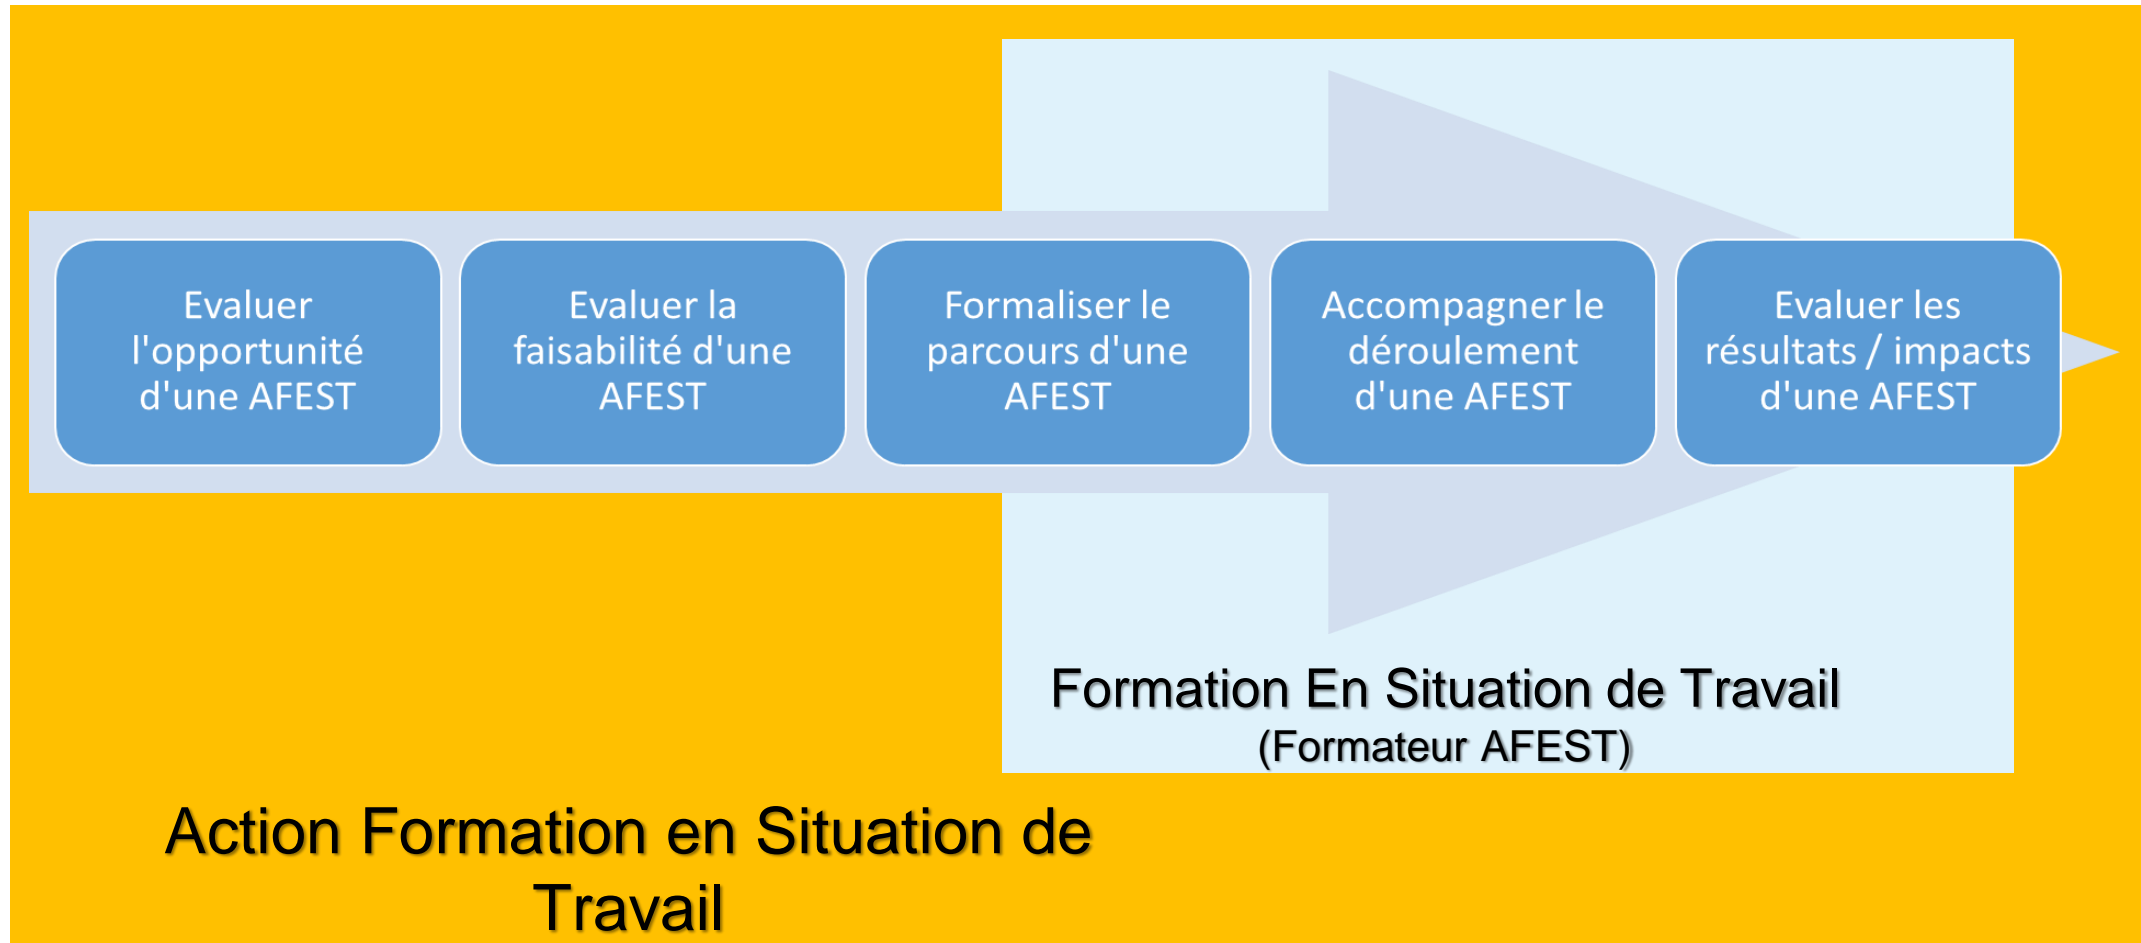 Evaluer
l'opportunité
d'une AFEST
Evaluer la
faisabilité d'une
AFEST
Formaliser le
parcours d'une
AFEST
Accompagner le
déroulement
d'une AFEST
Evaluer les
résultats / impacts
d'une AFEST
Formation En Situation de Travail
(Formateur AFEST)
Action Formation en Situation de
Travail